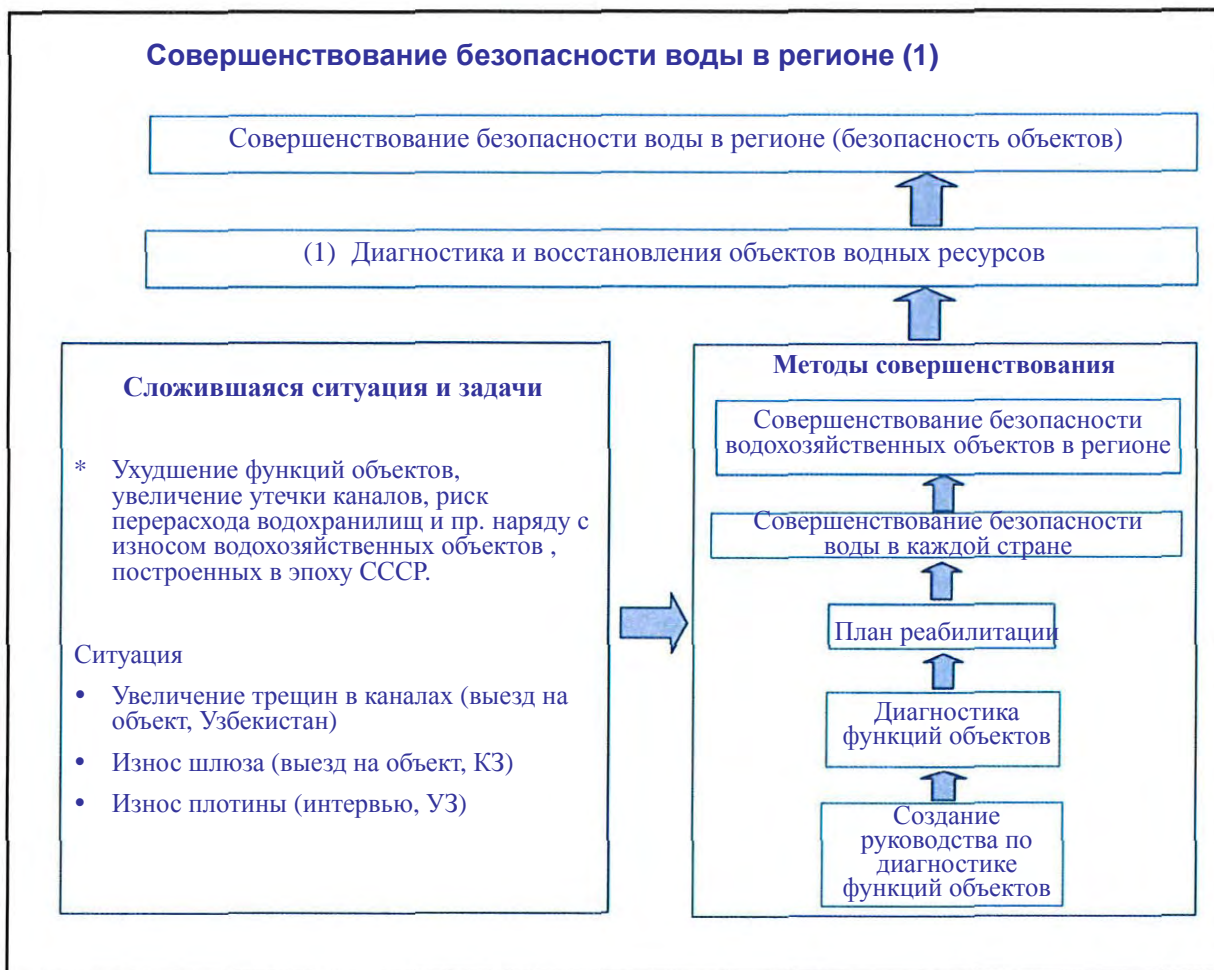 Совершенствование безопасности воды в регионе (1)
Совершенствование безопасности воды в регионе (безопасность объектов)
(1) Диагностика и восстановления объектов водных ресурсов
Сложившаяся ситуация и задачи
* Ухудшение функций объектов,
увеличение утечки каналов, риск
перерасхода водохранилищ и пр. наряду с
износом водохозяйственных объектов ,
построенных в эпоху СССР.
Ситуация
• Увеличение трещин в каналах (выезд на
объект, Узбекистан)
• Износ шлюза (выезд на объект, КЗ)
• Износ плотины (интервью, УЗ)
Методы совершенствования
Совершенствование безопасности
водохозяйственных объектов в регионе
Совершенствование безопасности
воды в каждой стране
План реабилитации
Диагностика
функций объектов
Создание
руководства по
диагностике
функций объектов